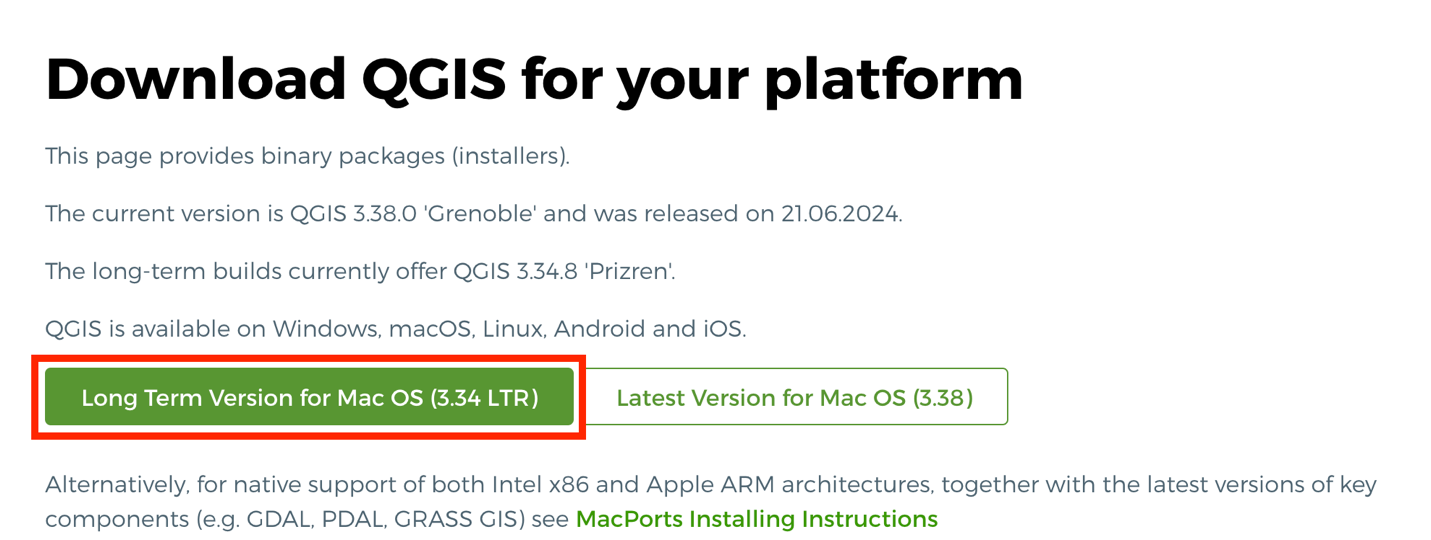 Download QGIS for your platform
This page provides binary packages (installers).
The current version is QGIS 3.38.0 'Grenoble' and was released on 21.06.2024.
The long-term builds currently offer QGIS 3.34.8 'Prizren'.
QGIS is available on Windows, macOS, Linux, Android and iOS.
Long Term Version for Mac OS (3.34 LTR)
Latest Version for Mac OS (3.38)
Alternatively, for native support of both Intel x86 and Apple ARM architectures, together with the latest versions of key
components (e.g. GDAL, PDAL, GRASS GIS) see MacPorts Installing Instructions